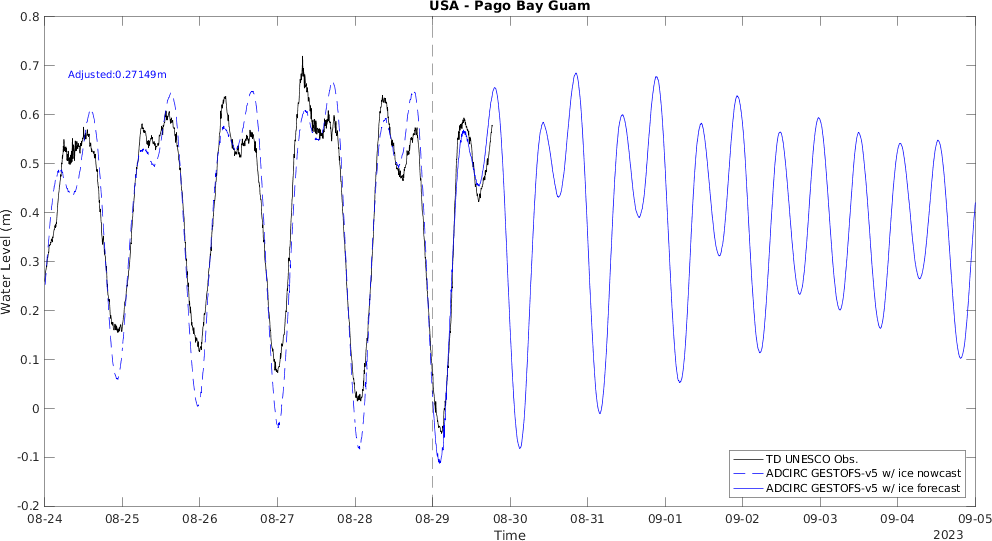 USA - Pago Bay Guam
0.8
0.7
0.6
0.5
0.4
0.3
0.2
0.1
0
-0.1
-0.2
Water Level (m)
Adjusted:0.27149m
TD UNESCO Obs.
ADCIRC GESTOFS-v5 w/ ice nowcast
ADCIRC GESTOFS-v5 w/ ice forecast
08-24 08-25 08-26 08-27 08-28 08-29 08-30 08-31 09-01 09-02 09-03 09-04 09-05
Time
2023